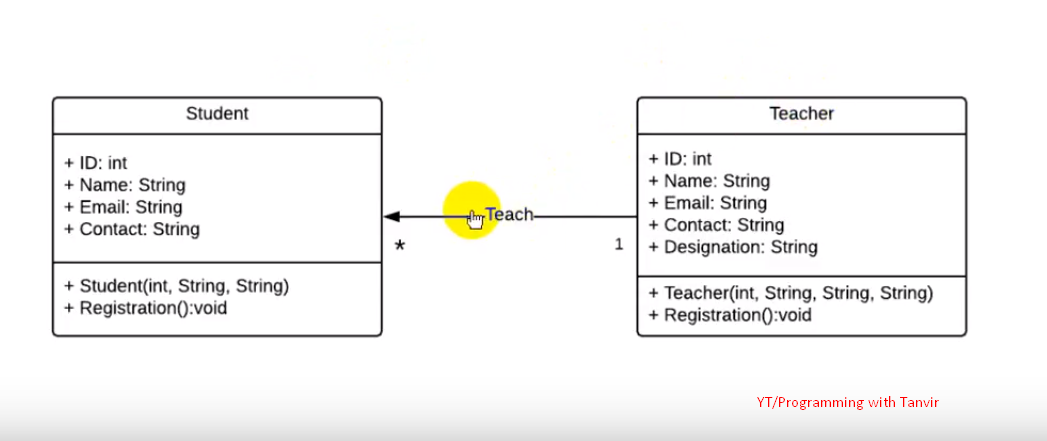 Student
+ ID: int
+ Name: String
+ Email: String
+ Contact: String
+ Student(int, String, String)
+ Registration():void
Teach
*
1
Teacher
+ ID: int
+ Name: String
+ Email: String
+ Contact: String
+ Designation: String
+ Teacher(int, String, String, String)
+ Registration():void
YT/Programming with Tanvir